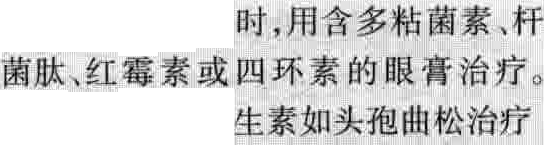 时,用含多粘菌素、杆
菌肽、红霉素或四环素的眼膏治疗。
生素如头孢曲松治疗